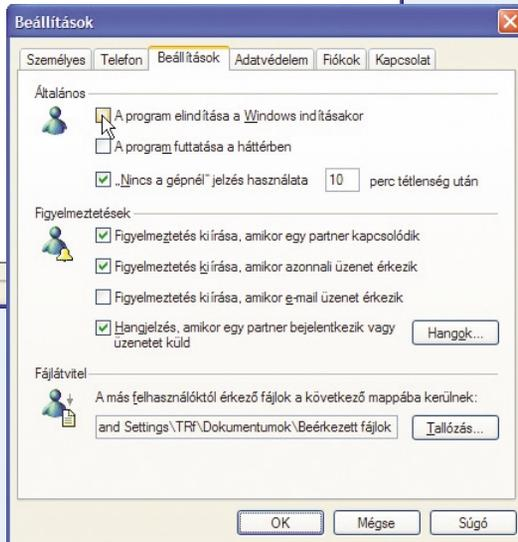 Beállítások
Személyes Telefon Beállítások Adatvédelem Fiókok Kapcsolat
Általános
A program elindítása a Windows indításakor
A program futtatása a háttérben
„Nincs a gépnél” jelzés használata 10 perc tétlenség után
Figyelmeztetések
Figyelmeztetés kiírása, amikor egy partner kapcsolódik
Figyelmeztetés kiírása, amikor azonnali üzenet érkezik
Figyelmeztetés kiírása, amikor e-mail üzenet érkezik
Hangjelzés, amikor egy partner bejelentkezik vagy
üzenetet küld
Hangok...
Fájlátvitel
A más felhasználóktól érkező fájlok a következő mappába kerülnek:
and Settings\TRf\Dokumentumok\Beérkezett fájlok Tallózás...
OK Mégse Súgó